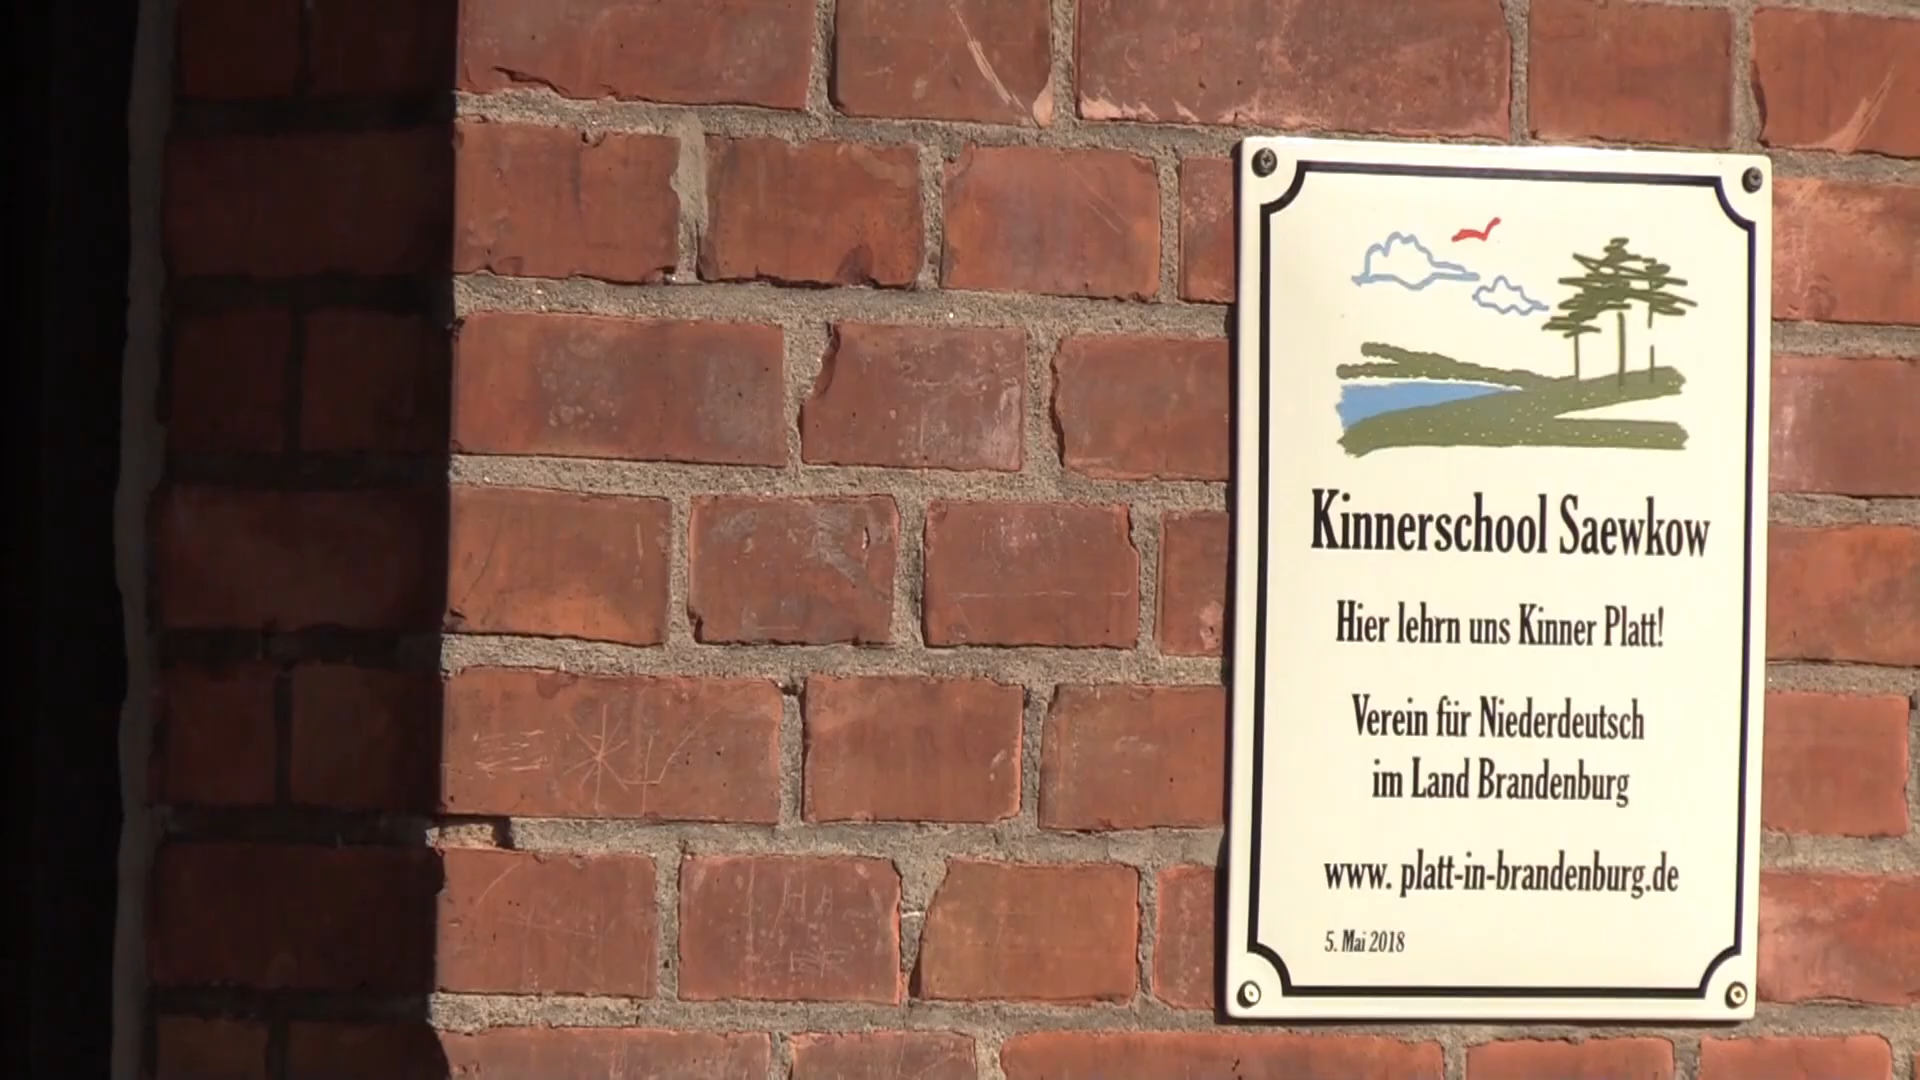 Kinnerschool Saewkow
Hier lehrn uns Kinner Platt!
Verein für Niederdeutsch
im Land Brandenburg
www. platt-in-brandenburg.de
5. Mai 2018